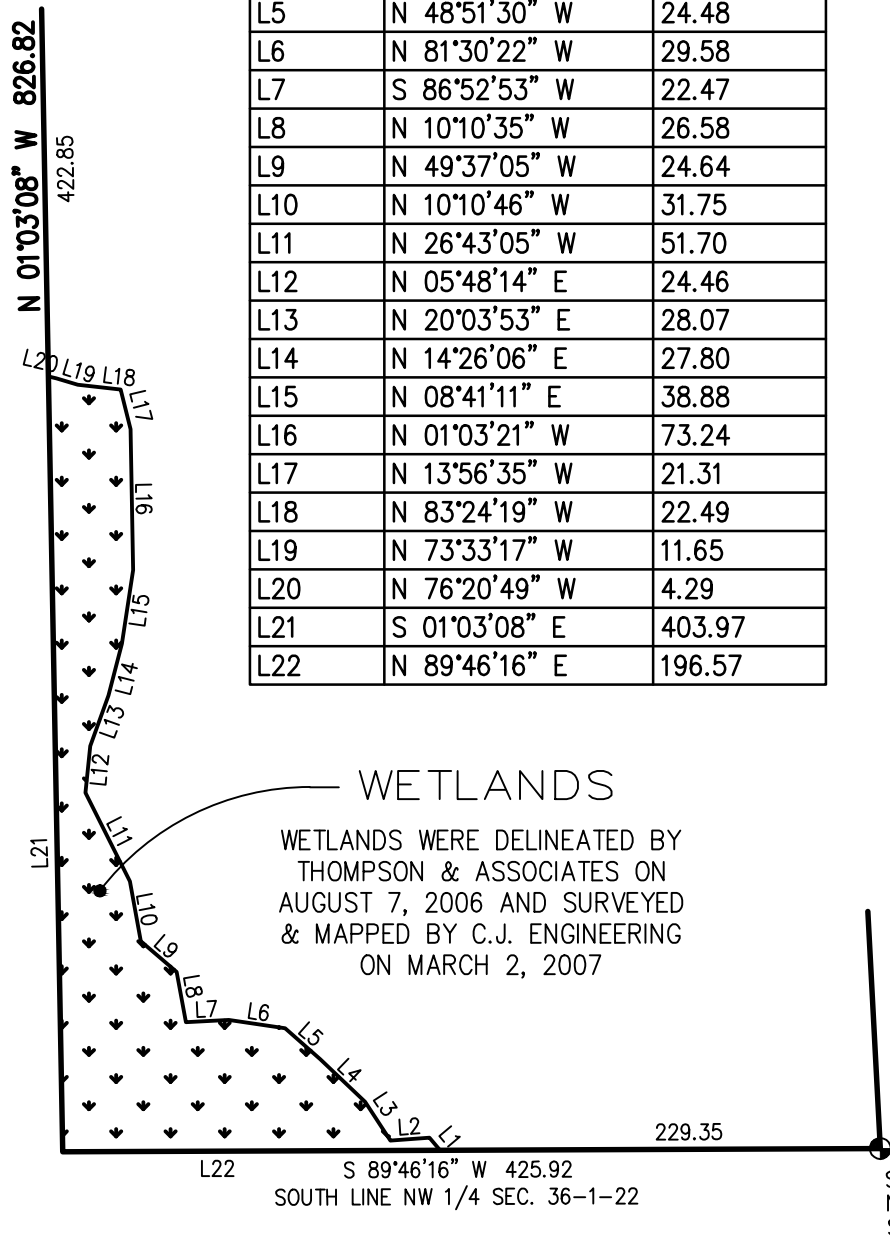 L5 N 48°51'30" W 24.48
L6 N 81°30'22" W 29.58
L7 S 86°52'53" W 22.47
L8 N 10°10'35" W 26.58
L9 N 49°37'05" W 24.64
L10 N 10°10'46" W 31.75
L11 N 26°43'05" W 51.70
L12 N 05°48'14" E 24.46
L13 N 20°03'53" E 28.07
L14 N 14°26'06" E 27.80
L15 N 08°41'11" E 38.88
L16 N 01°03'21" W 73.24
L17 N 13°56'35" W 21.31
L18 N 83°24'19" W 22.49
L19 N 73°33'17" W 11.65
L20 N 76°20'49" W 4.29
L21 S 01°03'08" E 403.97
L22 N 89°46'16" E 196.57
N 01°03'08" W 826.82
422.85
L20
L19
L18
L17
L16
L15
L14
L13
L12
L11
L21
L10
L9
L8
L7
L6
L5
L4
L3
L2
L1
WETLANDS
WETLANDS WERE DELINEATED BY
THOMPSON & ASSOCIATES ON
AUGUST 7, 2006 AND SURVEYED
& MAPPED BY C.J. ENGINEERING
ON MARCH 2, 2007
229.35
L22
S 89°46'16" W 425.92
SOUTH LINE NW 1/4 SEC. 36-1-22